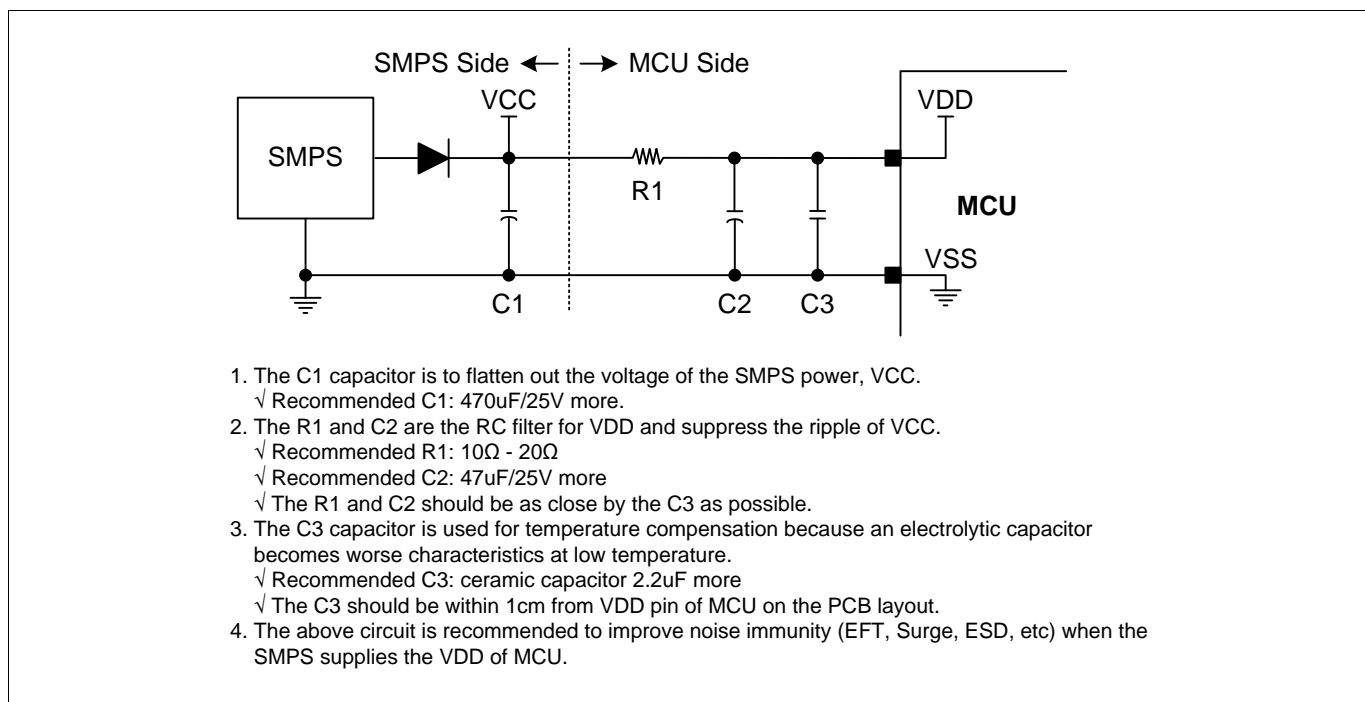 SMPS Side
MCU Side
VCC
VDD
SMPS
R1
MCU
VSS
C1
C2
C3
1. The C1 capacitor is to flatten out the voltage of the SMPS power, VCC.
√ Recommended C1: 470uF/25V more.
2. The R1 and C2 are the RC filter for VDD and suppress the ripple of VCC.
√ Recommended R1: 10Ω - 20Ω
√ Recommended C2: 47uF/25V more
√ The R1 and C2 should be as close by the C3 as possible.
3. The C3 capacitor is used for temperature compensation because an electrolytic capacitor
becomes worse characteristics at low temperature.
√ Recommended C3: ceramic capacitor 2.2uF more
√ The C3 should be within 1cm from VDD pin of MCU on the PCB layout.
4. The above circuit is recommended to improve noise immunity (EFT, Surge, ESD, etc) when the
SMPS supplies the VDD of MCU.